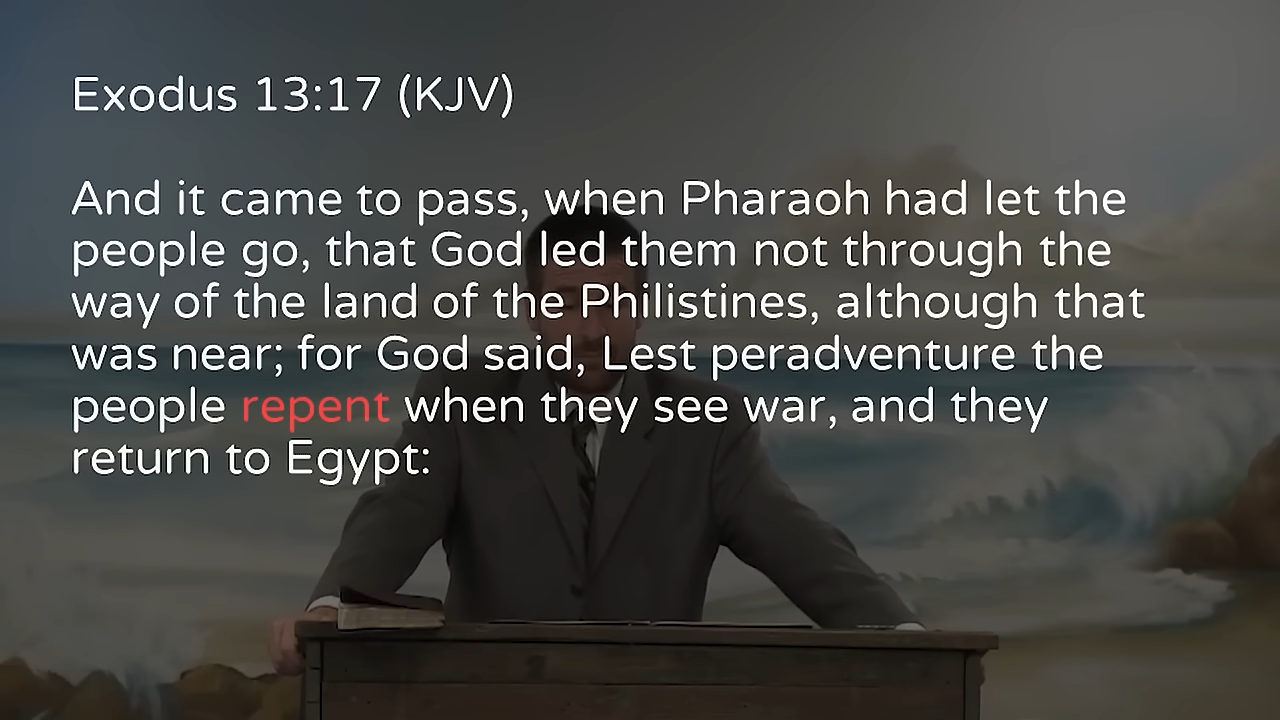 Exodus 13:17 (KJV)
And it came to pass, when Pharaoh had let the
people go, that God led them not through the
way of the land of the Philistines, although that
was near; for God said, Lest peradventure the
people repent when they see war, and they
return to Egypt: